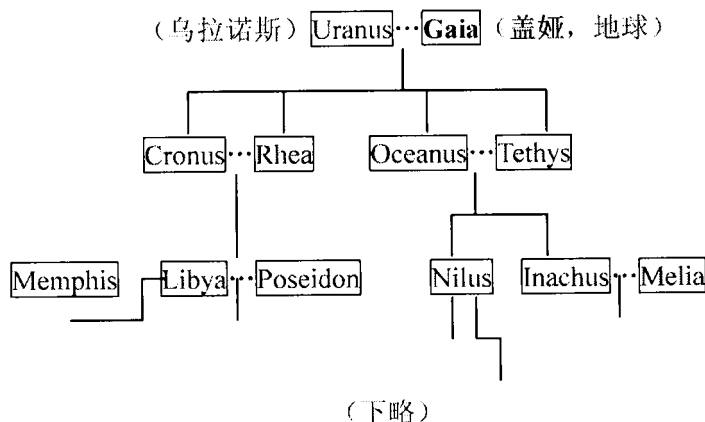 （乌拉诺斯） Uranus…Gaia （盖娅，地球）
Cronus…Rhea Oceanus…Tethys
Memphis Libya…Poseidon Nilus Inachus…Melia
（下略）